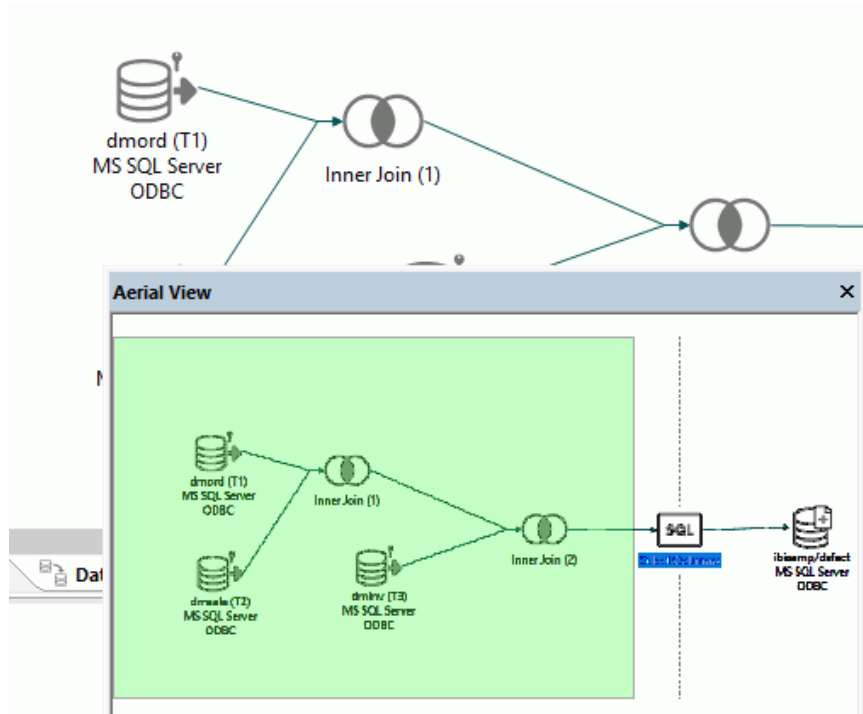 dmord (T1)
MS SQL Server
ODBC
Inner Join (1)
Aerial View
dmord (T1)
MS SQL Server
ODBC
Inner Join (1)
dmsale (T2)
MS SQL Server
ODBC
dminv (T3)
MS SQL Server
ODBC
Inner Join (2)
SQL
MS SQL Server
ODBC
Dat